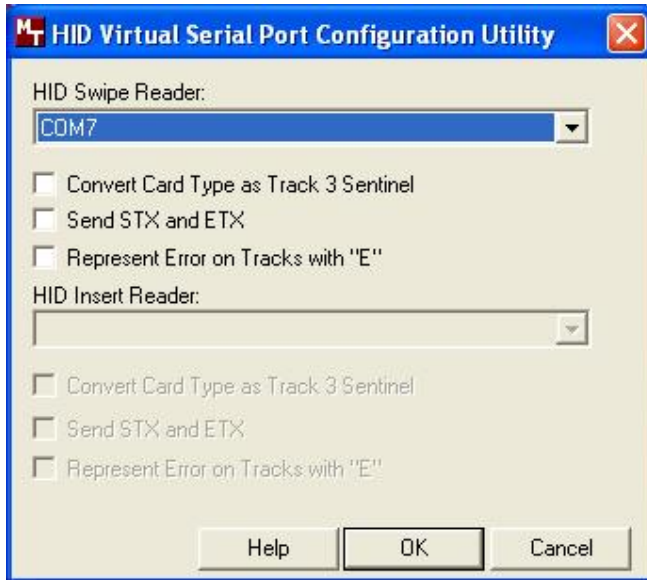 MT HID Virtual Serial Port Configuration Utility
HID Swipe Reader:
COM7
Convert Card Type as Track 3 Sentinel
Send STX and ETX
Represent Error on Tracks with "E"
HID Insert Reader:
Convert Card Type as Track 3 Sentinel
Send STX and ETX
Represent Error on Tracks with "E"
Help OK Cancel